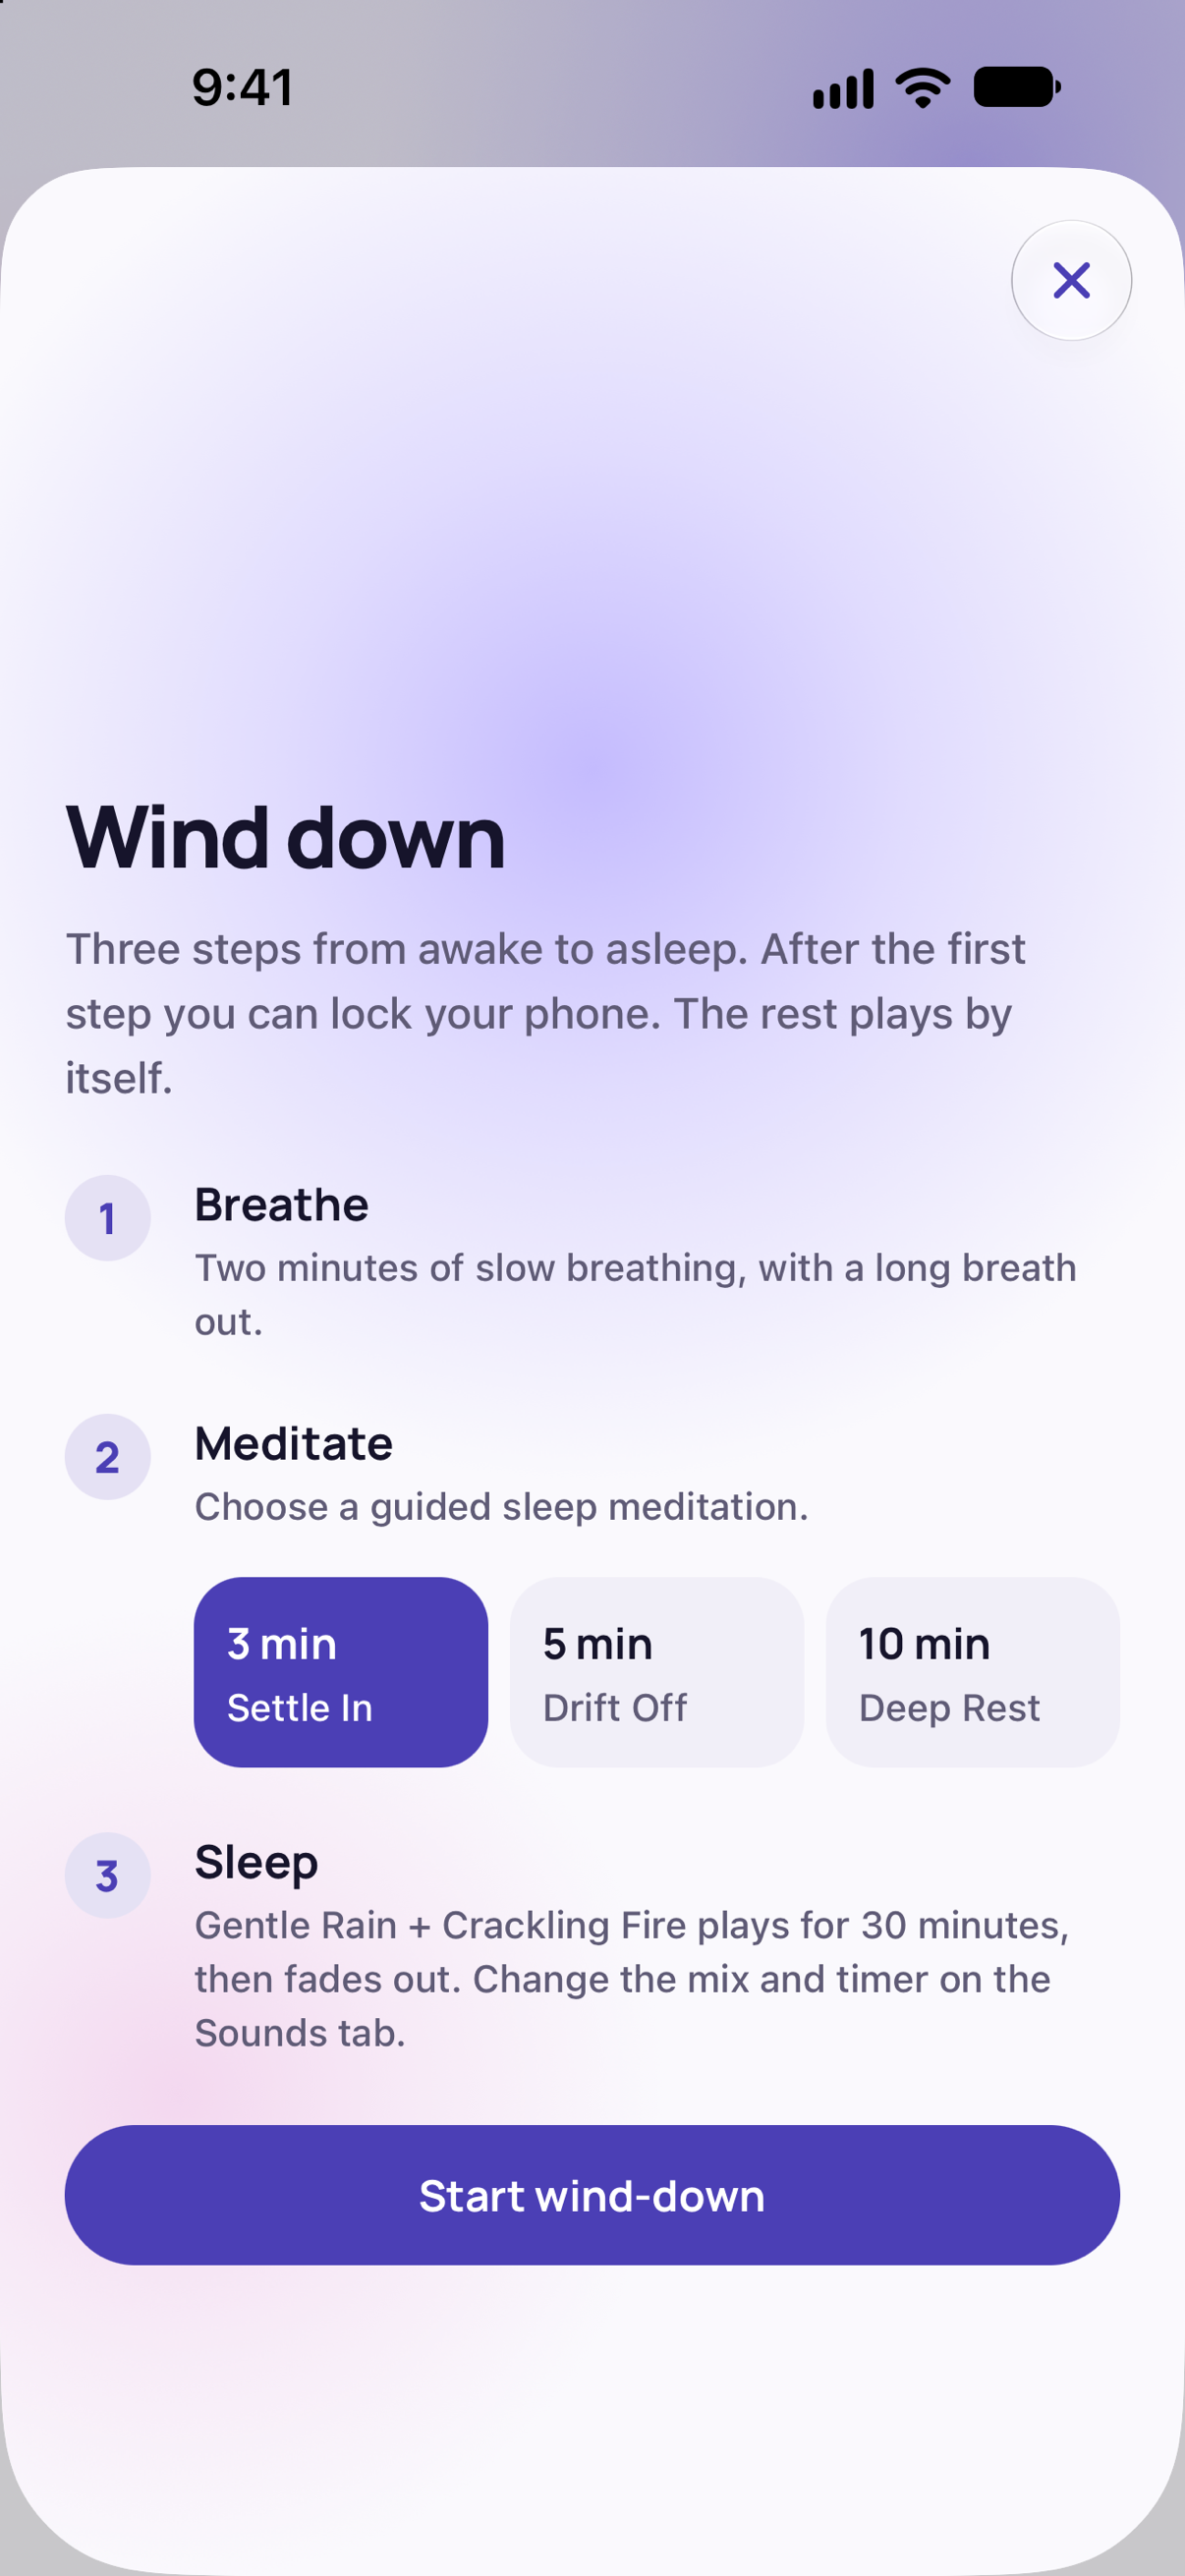 9:41
Wind down
Three steps from awake to asleep. After the first
step you can lock your phone. The rest plays by
itself.
1
Breathe
Two minutes of slow breathing, with a long breath
out.
2
Meditate
Choose a guided sleep meditation.
3 min
Settle In
5 min
Drift Off
10 min
Deep Rest
3
Sleep
Gentle Rain + Crackling Fire plays for 30 minutes,
then fades out. Change the mix and timer on the
Sounds tab.
Start wind-down